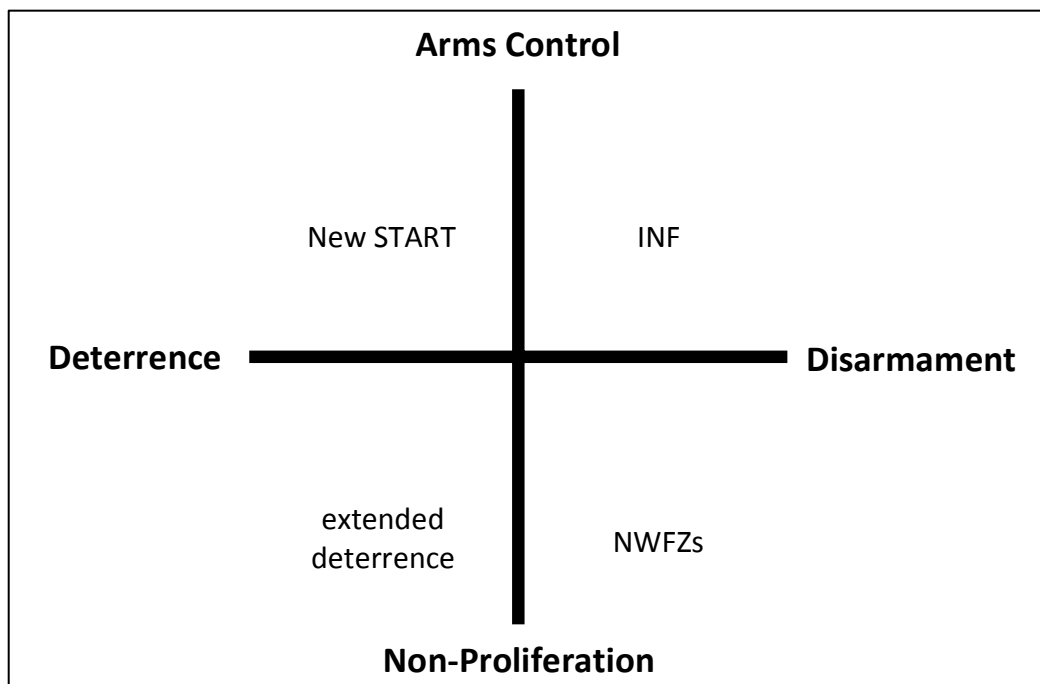 Arms Control
New START
INF
Deterrence
Disarmament
extended
deterrence
NWFZs
Non-Proliferation